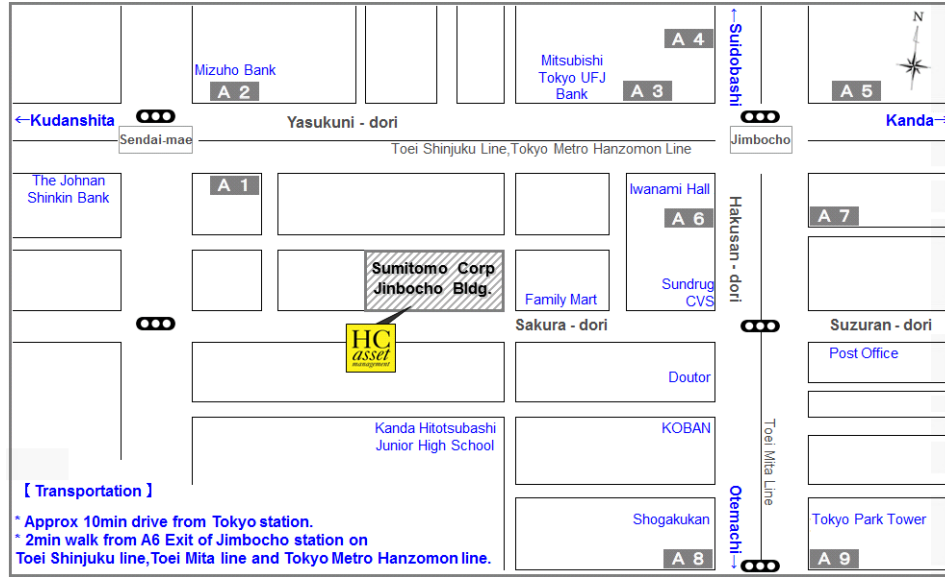 N
←Suidobashi
A 4
Mitsubishi
Tokyo UFJ
Bank
Mizuho Bank
A 2
A 3
A 5
←Kudanshita
Yasukuni - dori
Kanda→
Sendai-mae
Jimbocho
Toei Shinjuku Line,Tokyo Metro Hanzomon Line
The Johnan
Shinkin Bank
A 1
Iwanami Hall
A 6
A 7
Hakusan - dori
Sumitomo Corp
Jinbocho Bldg.
Family Mart
Sundrug
CVS
Sakura - dori
Suzuran - dori
HC
asset
management
Post Office
Doutor
Kanda Hitotsubashi
Junior High School
KOBAN
Toei Mita Line
【 Transportation 】
* Approx 10min drive from Tokyo station.
* 2min walk from A6 Exit of Jimbocho station on
Toei Shinjuku line,Toei Mita line and Tokyo Metro Hanzomon line.
Otemachi→
Shogakukan
Tokyo Park Tower
A 8
A 9